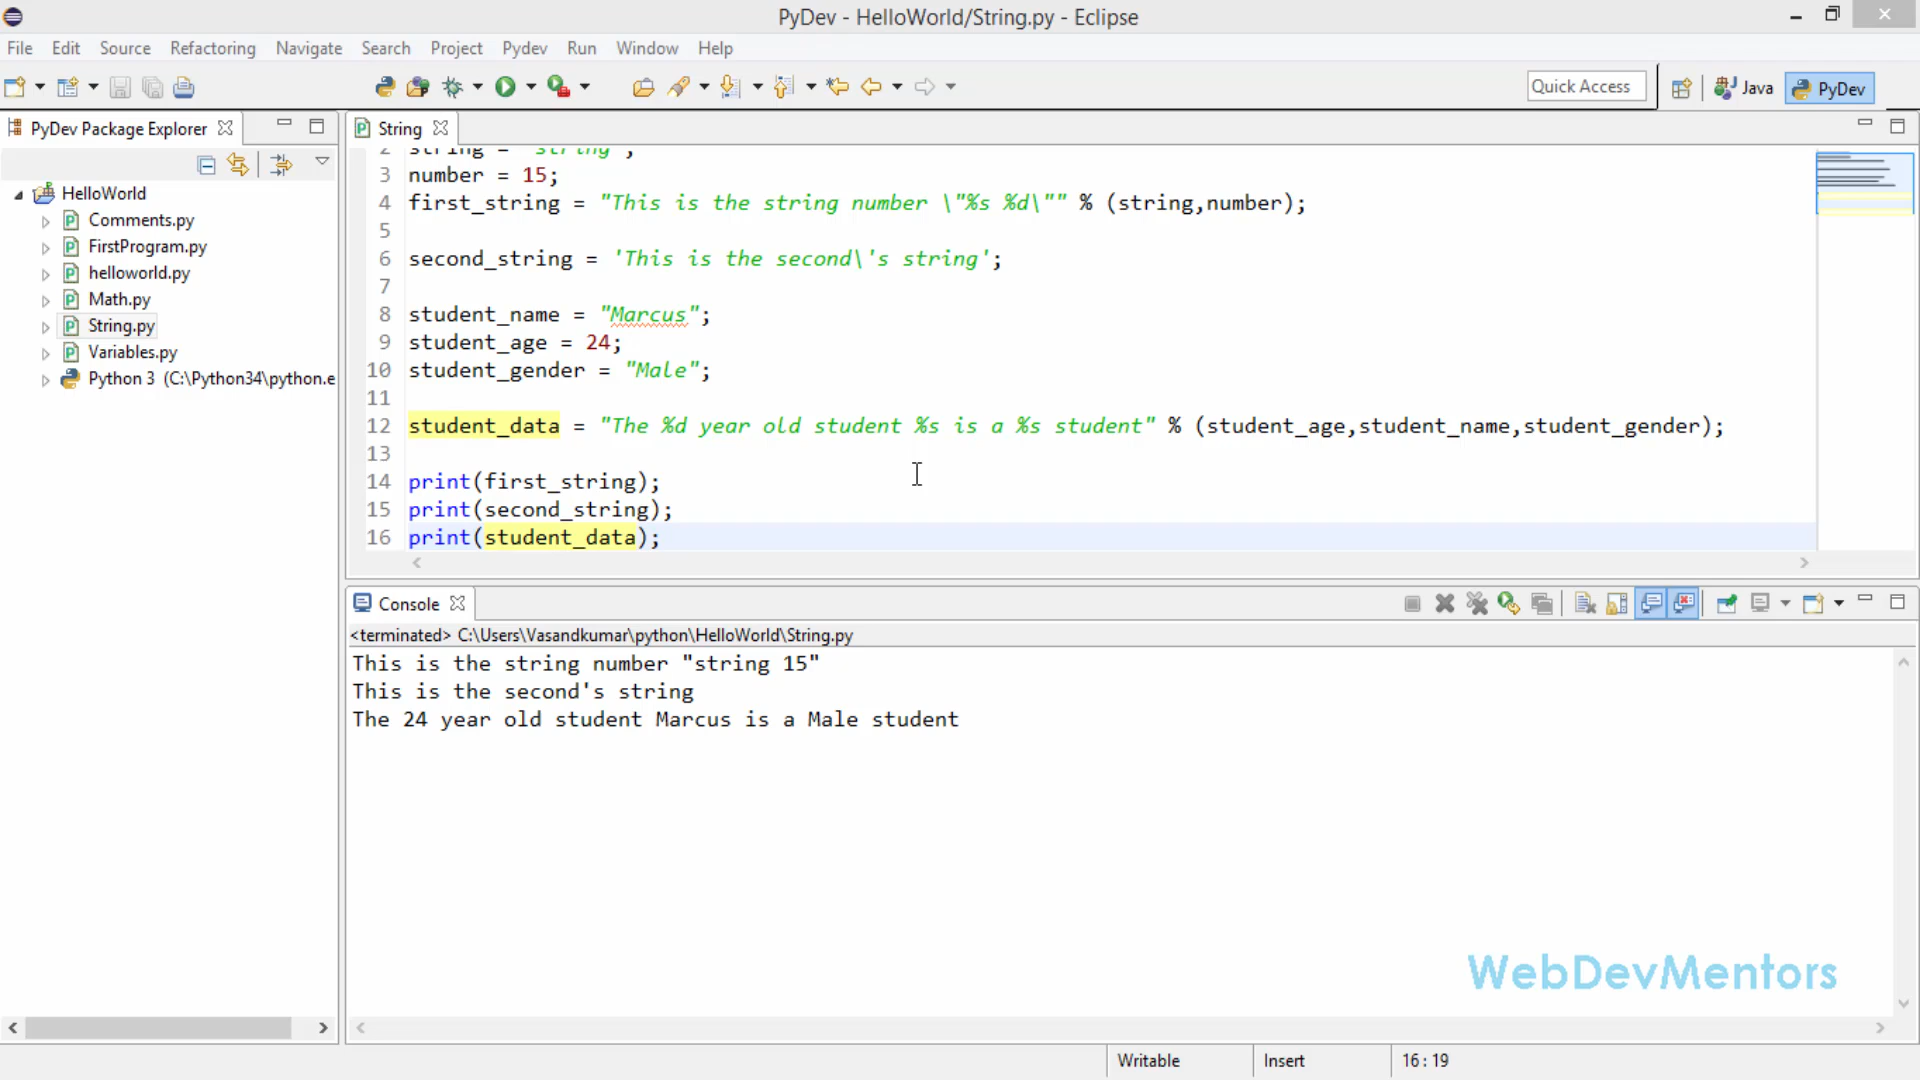 PyDev - HelloWorld/String.py - Eclipse
File Edit Source Refactoring Navigate Search Project Pydev Run Window Help
Quick Access
Java
PyDev
PyDev Package Explorer
HelloWorld
Comments.py
FirstProgram.py
helloworld.py
Math.py
String.py
Variables.py
Python 3 (C:\Python34\python.e
String
2 string = "string";
3 number = 15;
4 first_string = "This is the string number \"%s %d\"" % (string,number);
5
6 second_string = 'This is the second\'s string';
7
8 student_name = "Marcus";
9 student_age = 24;
10 student_gender = "Male";
11
12 student_data = "The %d year old student %s is a %s student" % (student_age,student_name,student_gender);
13
14 print(first_string);
15 print(second_string);
16 print(student_data);
Console
<terminated> C:\Users\Vasandkumar\python\HelloWorld\String.py
This is the string number "string 15"
This is the second's string
The 24 year old student Marcus is a Male student
WebDevMentors
Writable Insert 16 : 19